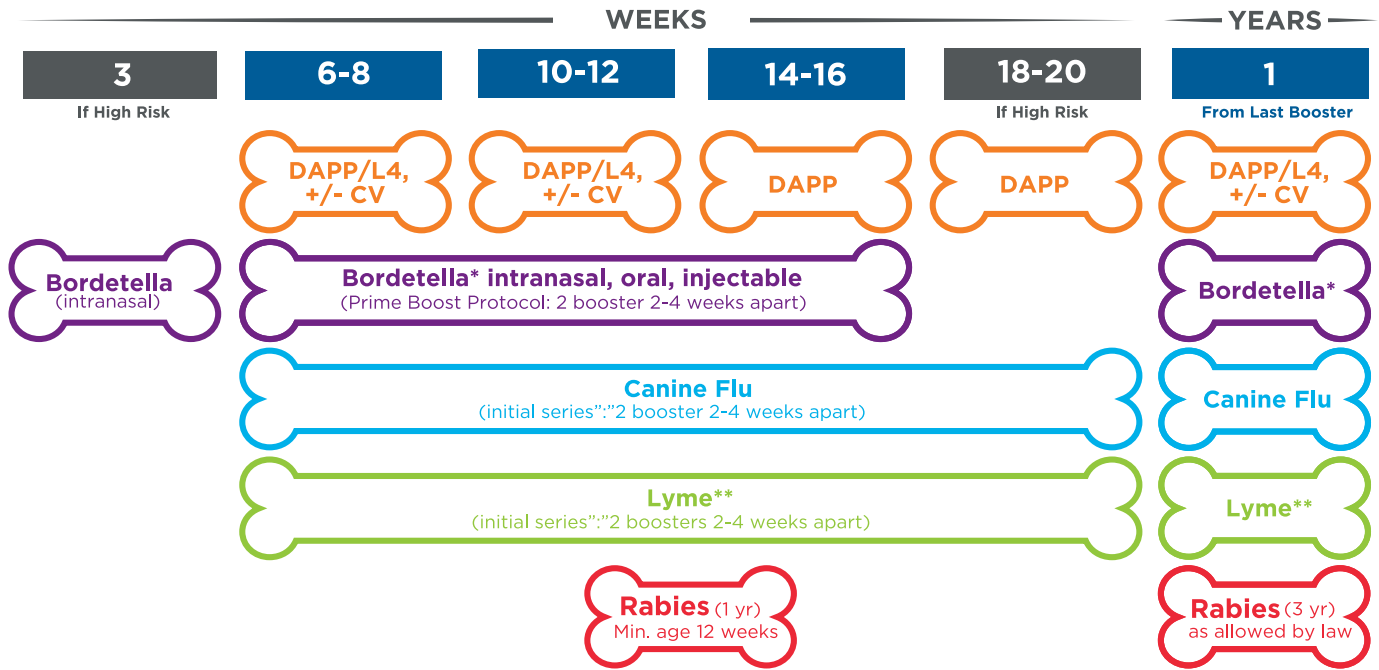 WEEKS
YEARS
3
6-8
10-12
14-16
18-20
1
If High Risk
If High Risk
From Last Booster
DAPP/L4,
+/- CV
DAPP/L4,
+/- CV
DAPP
DAPP
DAPP/L4,
+/- CV
Bordetella
(intranasal)
Bordetella* intranasal, oral, injectable
(Prime Boost Protocol: 2 booster 2-4 weeks apart)
Bordetella*
Canine Flu
(initial series”:”2 booster 2-4 weeks apart)
Canine Flu
Lyme**
(initial series”:”2 boosters 2-4 weeks apart)
Lyme**
Rabies (1 yr)
Min. age 12 weeks
Rabies (3 yr)
as allowed by law